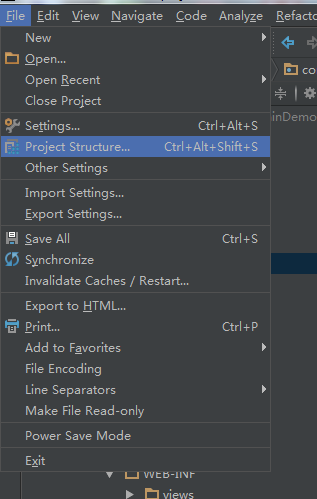 File Edit View Navigate Code Analyze Refacto
New
Open...
Open Recent
Close Project
Settings... Ctrl+Alt+S
Project Structure... Ctrl+Alt+Shift+S
Other Settings
Import Settings...
Export Settings...
Save All Ctrl+S
Synchronize
Invalidate Caches / Restart...
Export to HTML...
Print... Ctrl+P
Add to Favorites
File Encoding
Line Separators
Make File Read-only
Power Save Mode
Exit
co
inDemo
WEB-INF
views